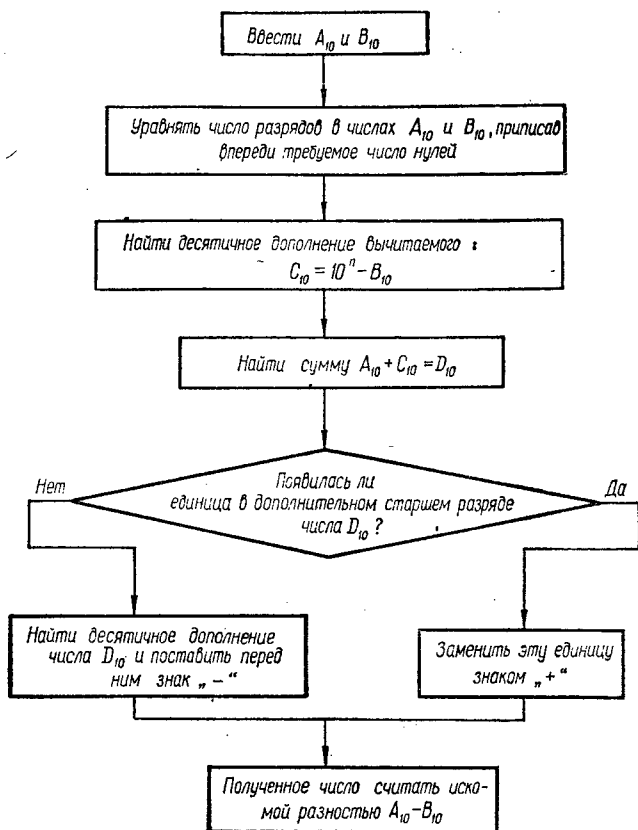 Ввести A₁₀ и B₁₀
Уравнять число разрядов в числах A₁₀ и B₁₀, приписав
впереди требуемое число нулей
Найти десятичное дополнение вычитаемого :
C₁₀ = 10ⁿ – B₁₀
Найти сумму A₁₀ + C₁₀ = D₁₀
Появилась ли
единица в дополнительном старшем разряде
числа D₁₀ ?
Нет
Да
Найти десятичное дополнение
числа D₁₀ и поставить перед
ним знак „ – “
Заменить эту единицу
знаком „ + “
Полученное число считать иско-
мой разностью A₁₀ – B₁₀